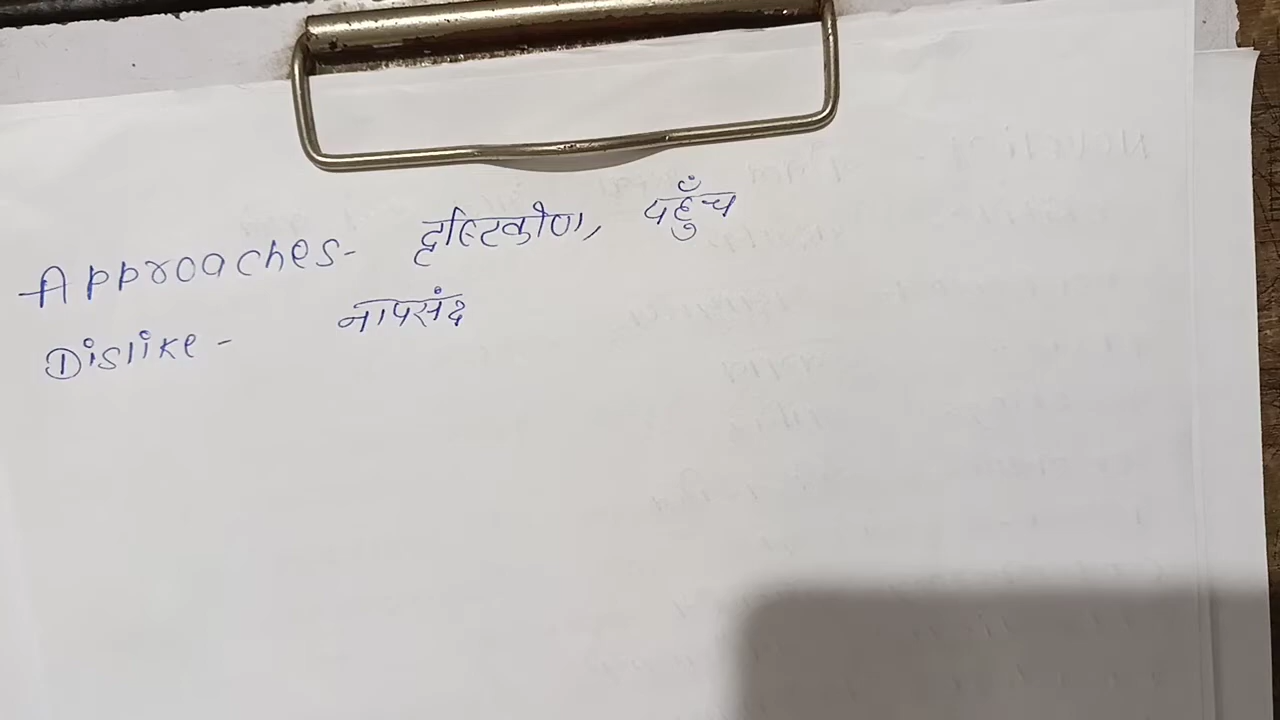 Approaches- दृष्टिकोण, पहुँच
Dislike - नापसंद